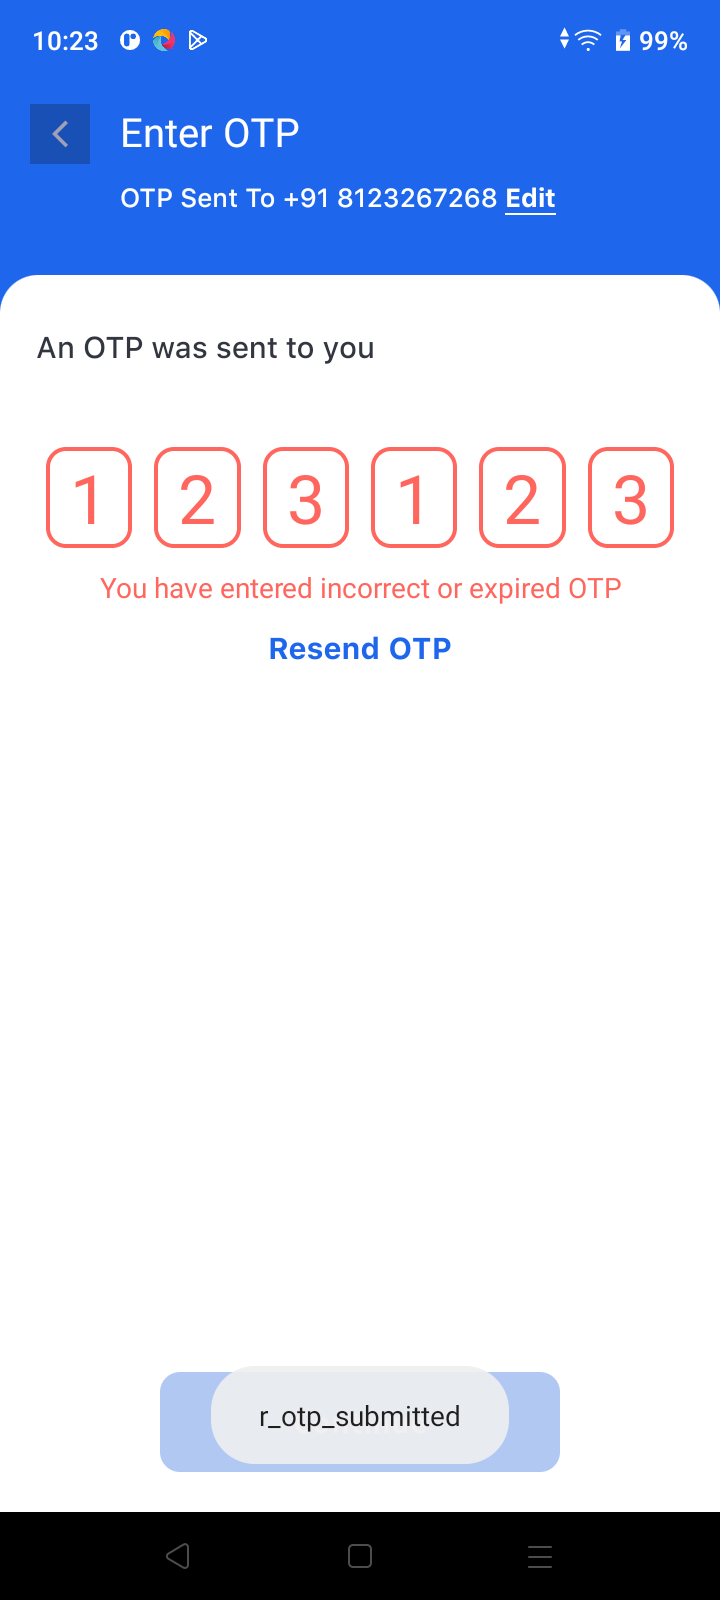 10:23
99%
Enter OTP
OTP Sent To +91 8123267268 Edit
An OTP was sent to you
1 2 3 1 2 3
You have entered incorrect or expired OTP
Resend OTP
r_otp_submitted